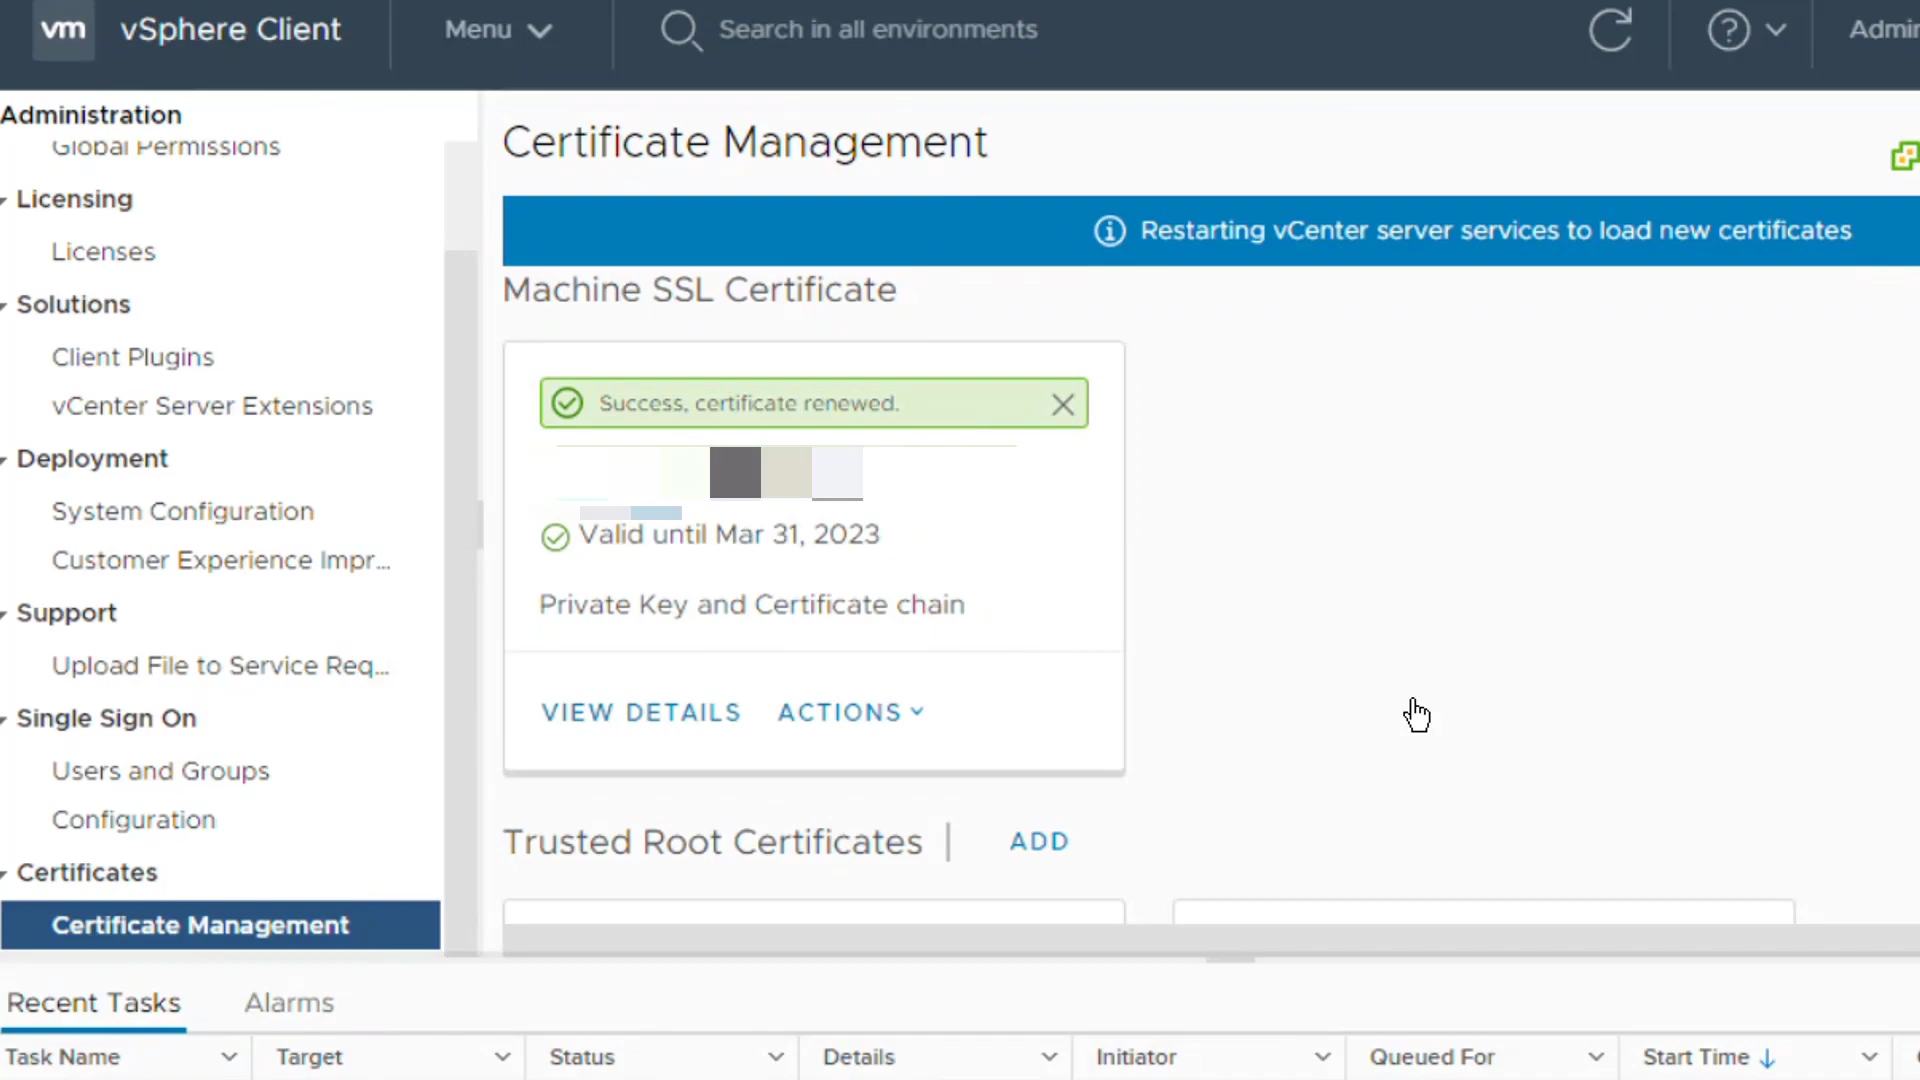 vm vSphere Client Menu Search in all environments
Administration
Global Permissions
Licensing
Licenses
Solutions
Client Plugins
vCenter Server Extensions
Deployment
System Configuration
Customer Experience Impr...
Support
Upload File to Service Req...
Single Sign On
Users and Groups
Configuration
Certificates
Certificate Management
Certificate Management
Restarting vCenter server services to load new certificates
Machine SSL Certificate
Success, certificate renewed.
Valid until Mar 31, 2023
Private Key and Certificate chain
VIEW DETAILS ACTIONS
Trusted Root Certificates | ADD
Recent Tasks Alarms
Task Name Target Status Details Initiator Queued For Start Time